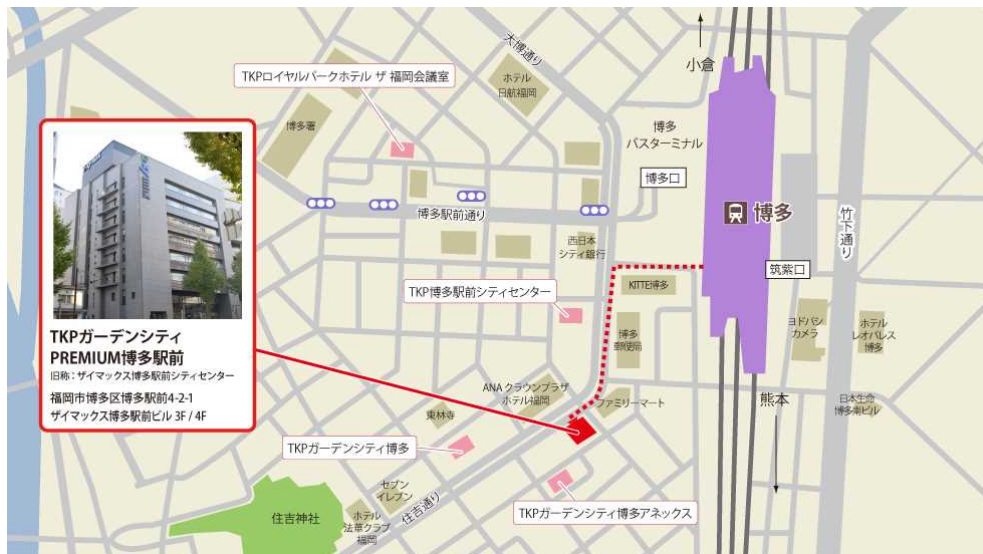 大博通り
小倉
TKPロイヤルパークホテル ザ 福岡会議室
ホテル
日航福岡
博多署
博多
バスターミナル
博多口
博多駅前通り
博多
竹下通り
西日本
シティ銀行
筑紫口
TKP博多駅前シティセンター
KITTE博多
博多
郵便局
ヨドバシ
カメラ
ホテル
レオパレス
博多
TKPガーデンシティ
PREMIUM博多駅前
旧称:ザイマックス博多駅前シティセンター
福岡市博多区博多駅前4-2-1
ザイマックス博多駅前ビル 3F / 4F
ANA クラウンプラザ
ホテル福岡
ファミリーマート
熊本
日本生命
博多南ビル
東林寺
TKPガーデンシティ博多
セブン
イレブン
住吉通り
TKPガーデンシティ博多アネックス
住吉神社
ホテル
法華クラブ
福岡